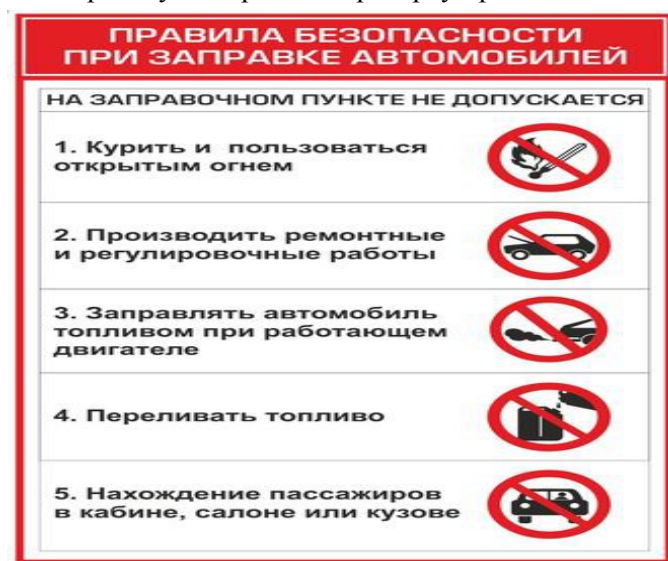 ПРАВИЛА БЕЗОПАСНОСТИ
ПРИ ЗАПРАВКЕ АВТОМОБИЛЕЙ
НА ЗАПРАВОЧНОМ ПУНКТЕ НЕ ДОПУСКАЕТСЯ
1. Курить и пользоваться
открытым огнем
2. Производить ремонтные
и регулировочные работы
3. Заправлять автомобиль
топливом при работающем
двигателе
4. Переливать топливо
5. Нахождение пассажиров
в кабине, салоне или кузове